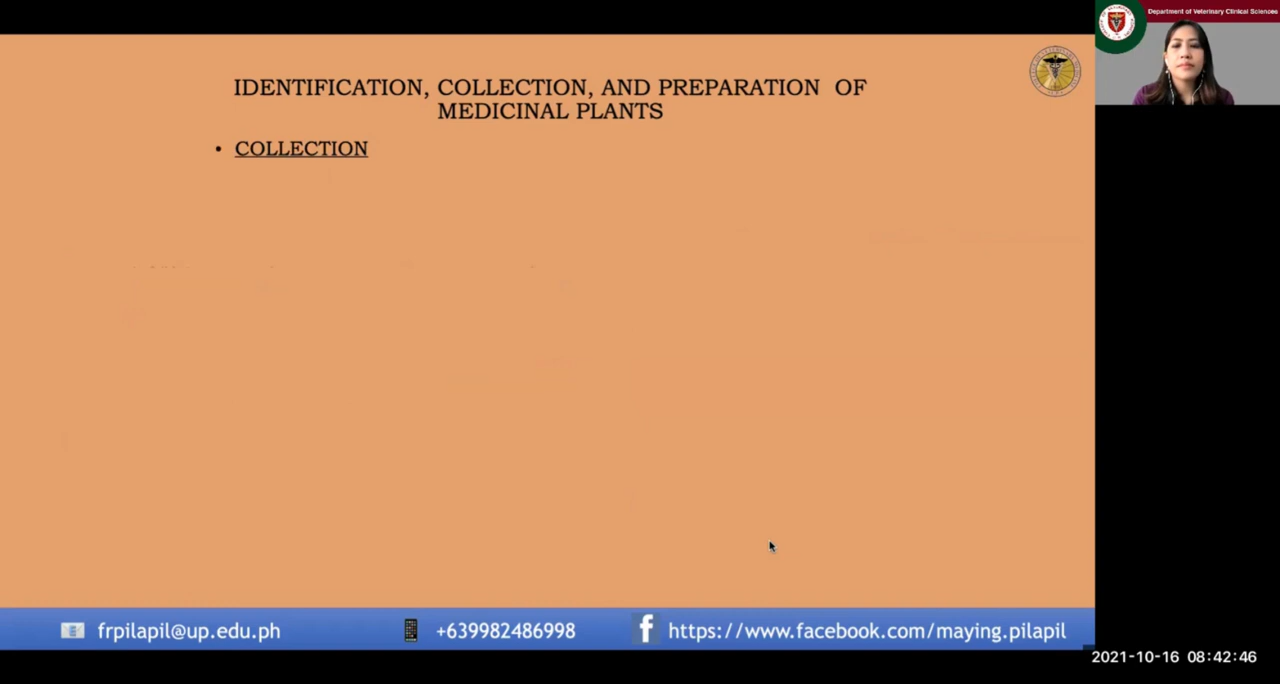 Department of Veterinary Clinical Sciences
IDENTIFICATION, COLLECTION, AND PREPARATION OF
MEDICINAL PLANTS
• COLLECTION
frpilapil@up.edu.ph
+639982486998
https://www.facebook.com/maying.pilapil
2021-10-16 08:42:46